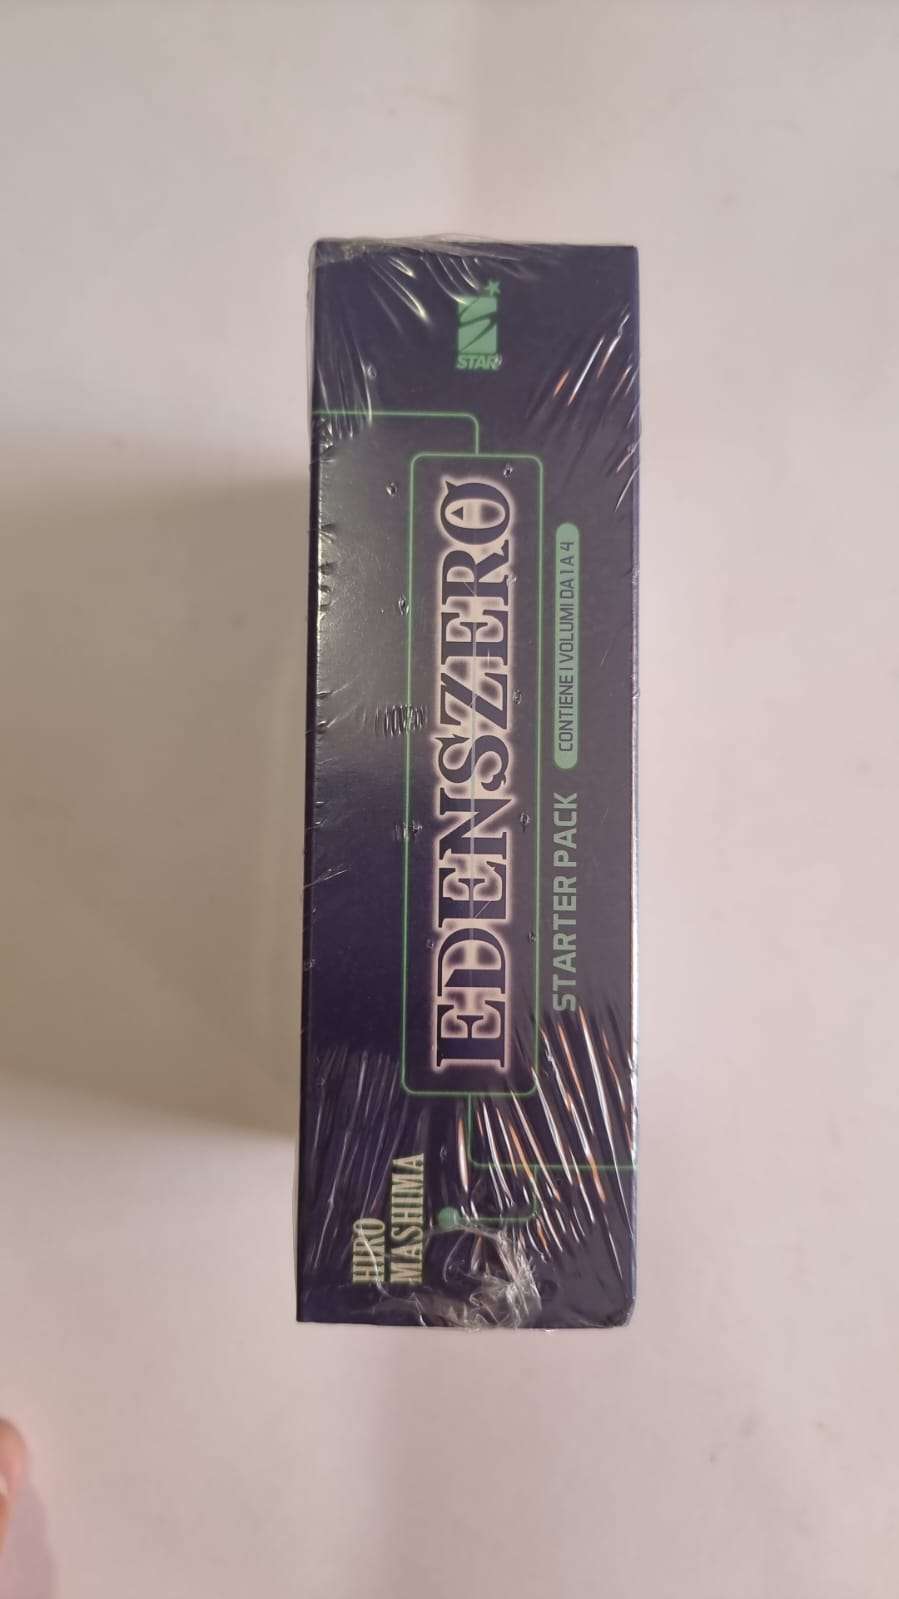 HIRO
MASHIMA
EDENSZERO
STARTER PACK
CONTIENE I VOLUMI DA 1 A 4
STAR